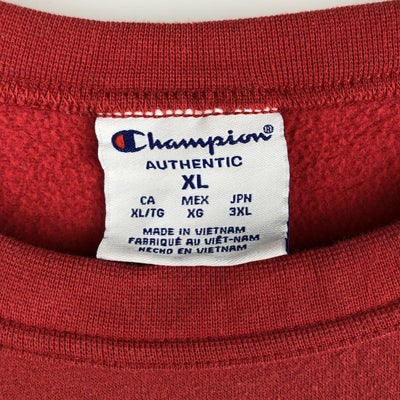 Champion®
AUTHENTIC
XL
CA MEX JPN
XL/TG XG 3XL
MADE IN VIETNAM
FABRIQUÉ AU VIÊT-NAM
HECHO EN VIETNAM